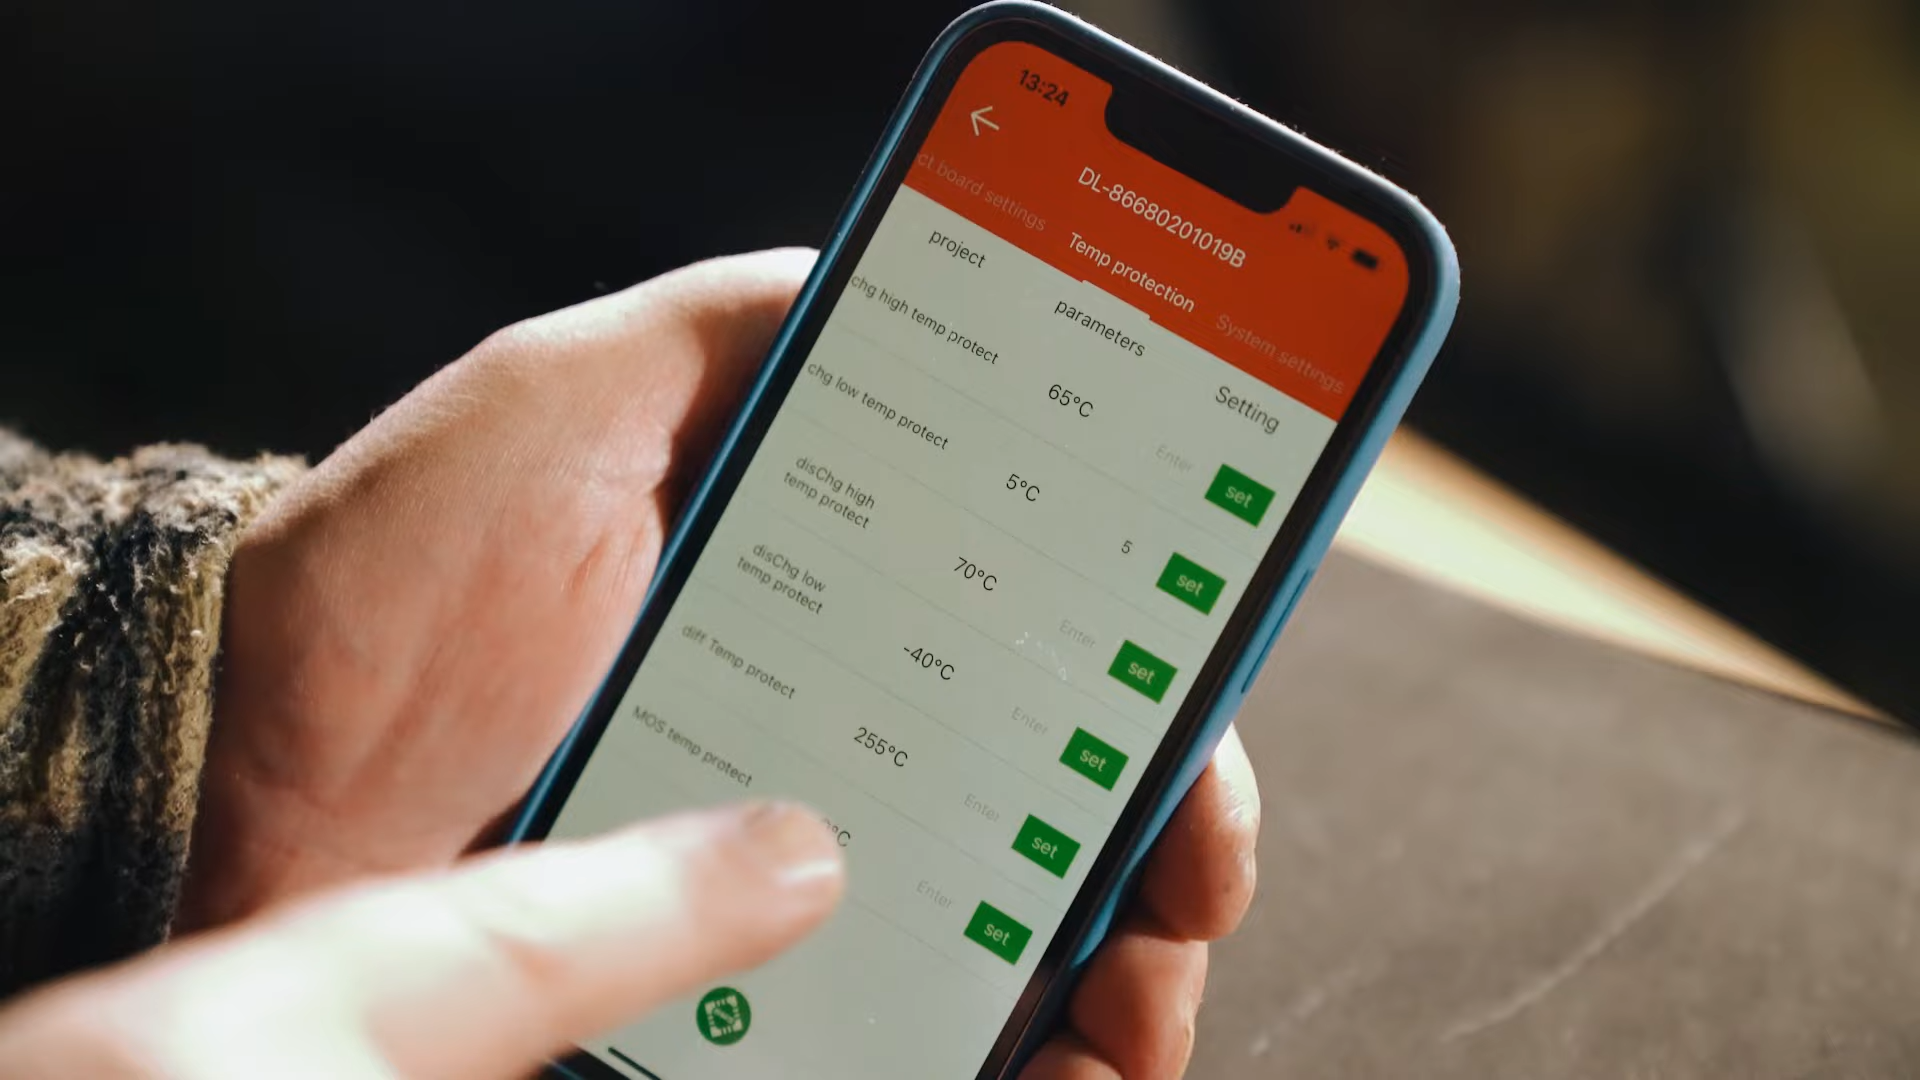 13:24
DL-86680201019B
ct board settings
Temp protection
System settings
project
parameters
Setting
chg high temp protect
65°C
Enter
set
chg low temp protect
5°C
5
set
disChg high
temp protect
70°C
Enter
set
disChg low
temp protect
-40°C
Enter
set
diff Temp protect
255°C
Enter
set
MOS temp protect
°C
Enter
set